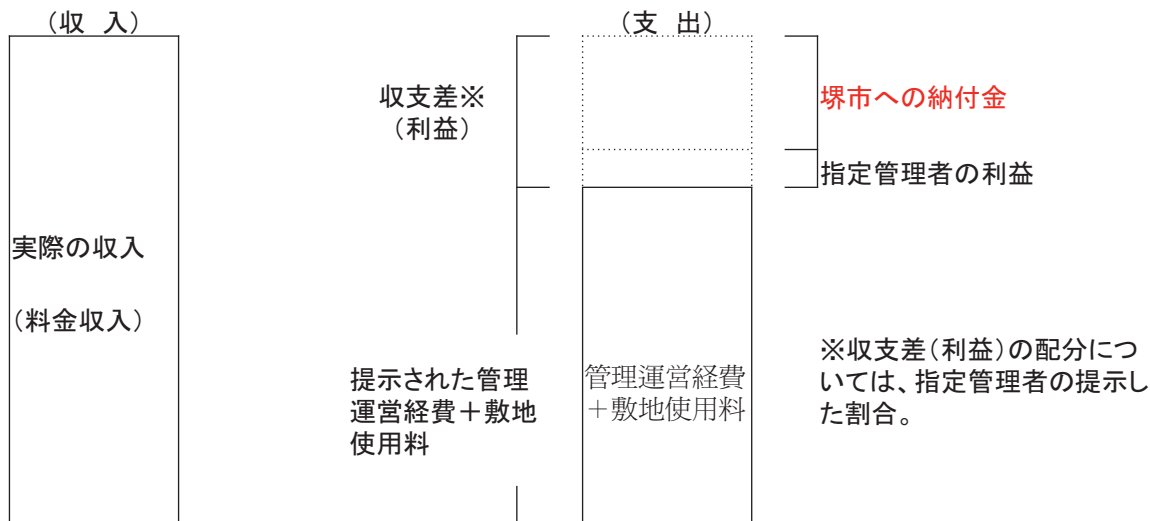 （収　入）
（支　出）
収支差※
（利益）
堺市への納付金
指定管理者の利益
実際の収入
（料金収入）
提示された管理
運営経費＋敷地
使用料
管理運営経費
＋敷地使用料
※収支差（利益）の配分につ
いては、指定管理者の提示し
た割合。